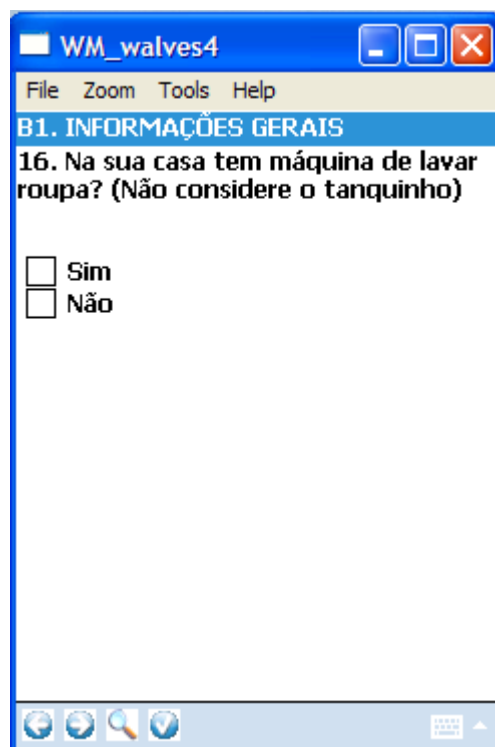 WM_walves4
File Zoom Tools Help
B1. INFORMAÇÕES GERAIS
16. Na sua casa tem máquina de lavar
roupa? (Não considere o tanquinho)
Sim
Não